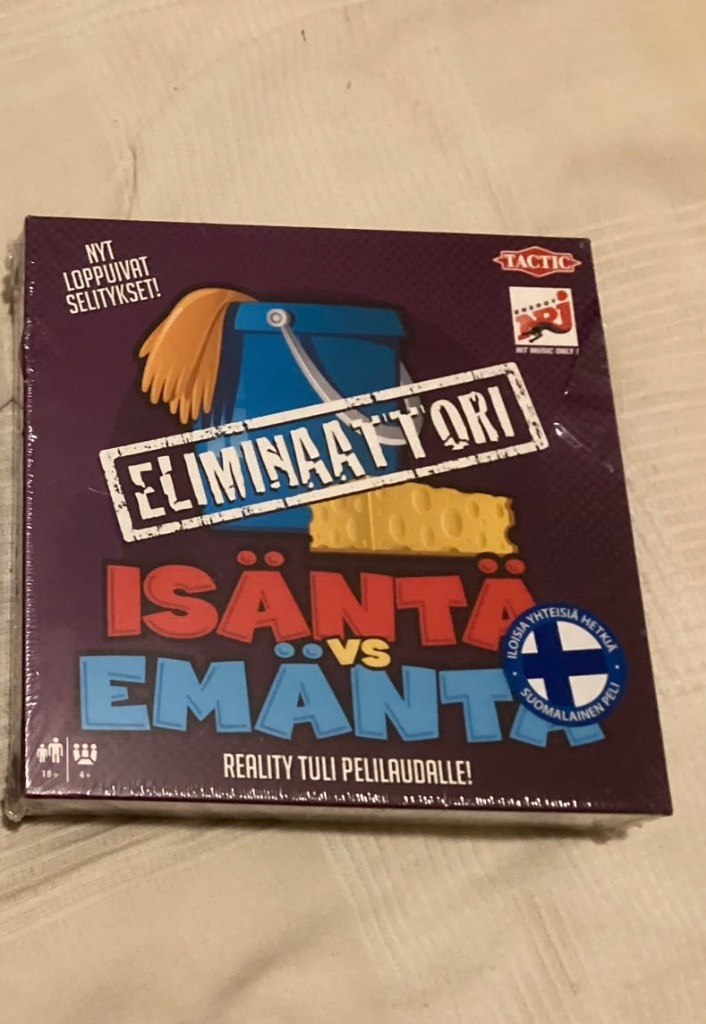 NYT
LOPPUIVAT
SELITYKSET!
TACTIC
ENERGY
NRJ
HIT MUSIC ONLY!
ELIMINAATTORI
ISÄNTÄ
VS
EMÄNTÄ
ILOISIA YHTEISIÄ HETKIÄ
SUOMALAINEN PELI
18+
4+
REALITY TULI PELILAUDALLE!